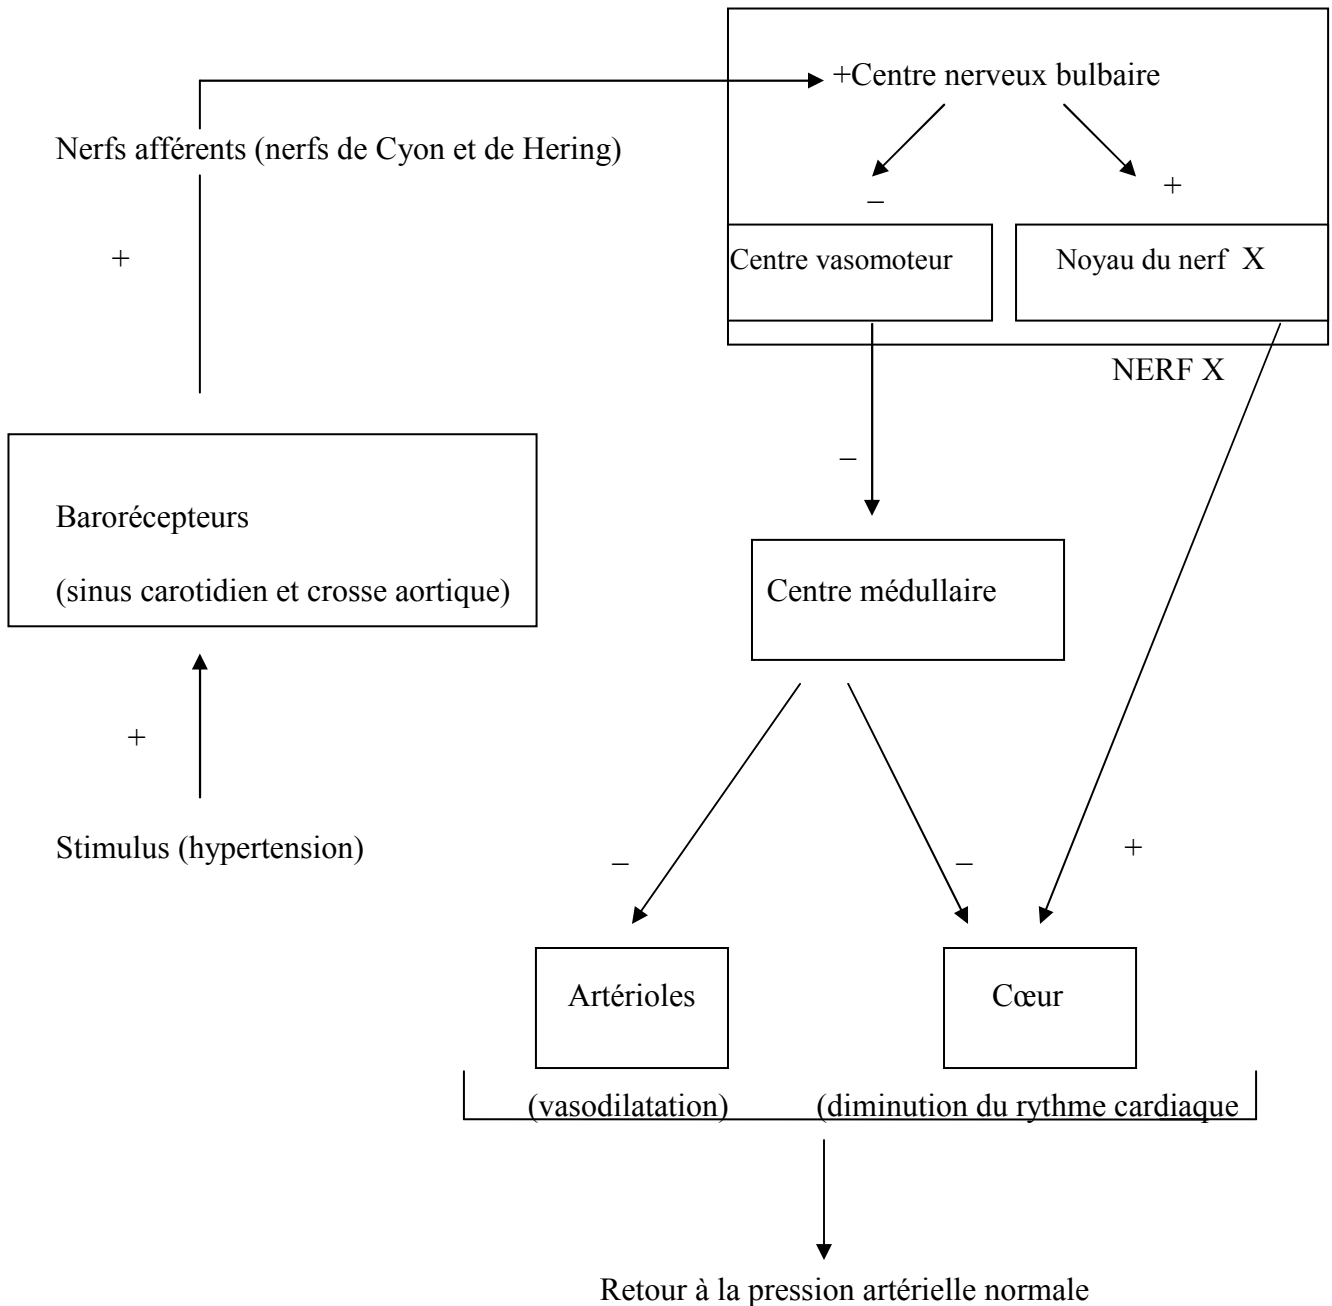 +Centre nerveux bulbaire
Nerfs afférents (nerfs de Cyon et de Hering)
–
+
+
Centre vasomoteur
Noyau du nerf X
NERF X
–
Barorécepteurs
(sinus carotidien et crosse aortique)
Centre médullaire
+
Stimulus (hypertension)
–
–
+
Artérioles
Cœur
(vasodilatation)
(diminution du rythme cardiaque
Retour à la pression artérielle normale